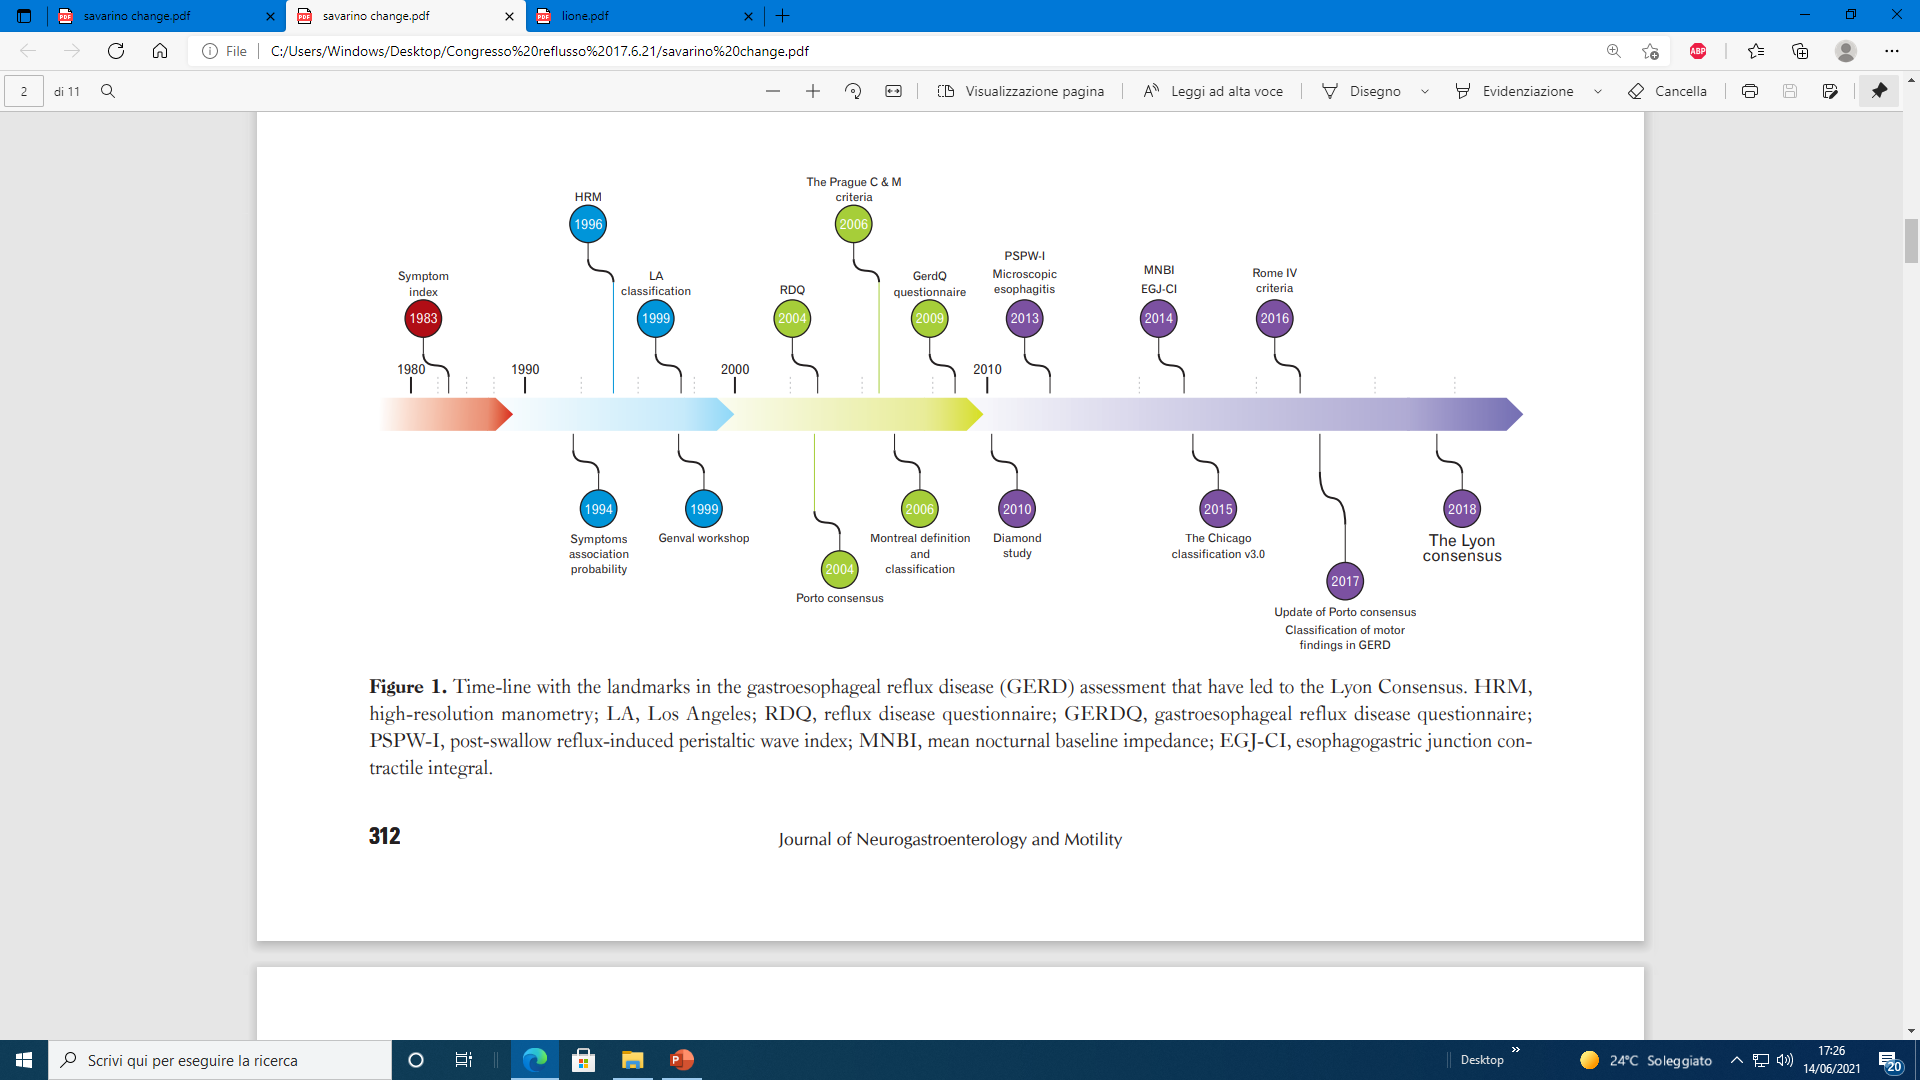 savarino change.pdf
savarino change.pdf
lione.pdf
File
C:/Users/Windows/Desktop/Congresso%20reflusso%2017.6.21/savarino%20change.pdf
ABP
2 di 11
Visualizzazione pagina
Leggi ad alta voce
Disegno
Evidenziazione
Cancella
The Prague C & M
criteria
2006
HRM
1996
Symptom
index
1983
LA
classification
1999
RDQ
2004
GerdQ
questionnaire
2009
PSPW-I
Microscopic
esophagitis
2013
MNBI
EGJ-CI
2014
Rome IV
criteria
2016
1980
1990
2000
2010
1994
Symptoms
association
probability
1999
Genval workshop
2004
Porto consensus
2006
Montreal definition
and
classification
2010
Diamond
study
2015
The Chicago
classification v3.0
2017
Update of Porto consensus
Classification of motor
findings in GERD
2018
The Lyon
consensus
Figure 1. Time-line with the landmarks in the gastroesophageal reflux disease (GERD) assessment that have led to the Lyon Consensus. HRM,
high-resolution manometry; LA, Los Angeles; RDQ, reflux disease questionnaire; GERDQ, gastroesophageal reflux disease questionnaire;
PSPW-I, post-swallow reflux-induced peristaltic wave index; MNBI, mean nocturnal baseline impedance; EGJ-CI, esophagogastric junction con-
tractile integral.
312
Journal of Neurogastroenterology and Motility
Scrivi qui per eseguire la ricerca
Desktop
24°C Soleggiato
17:26
14/06/2021
20